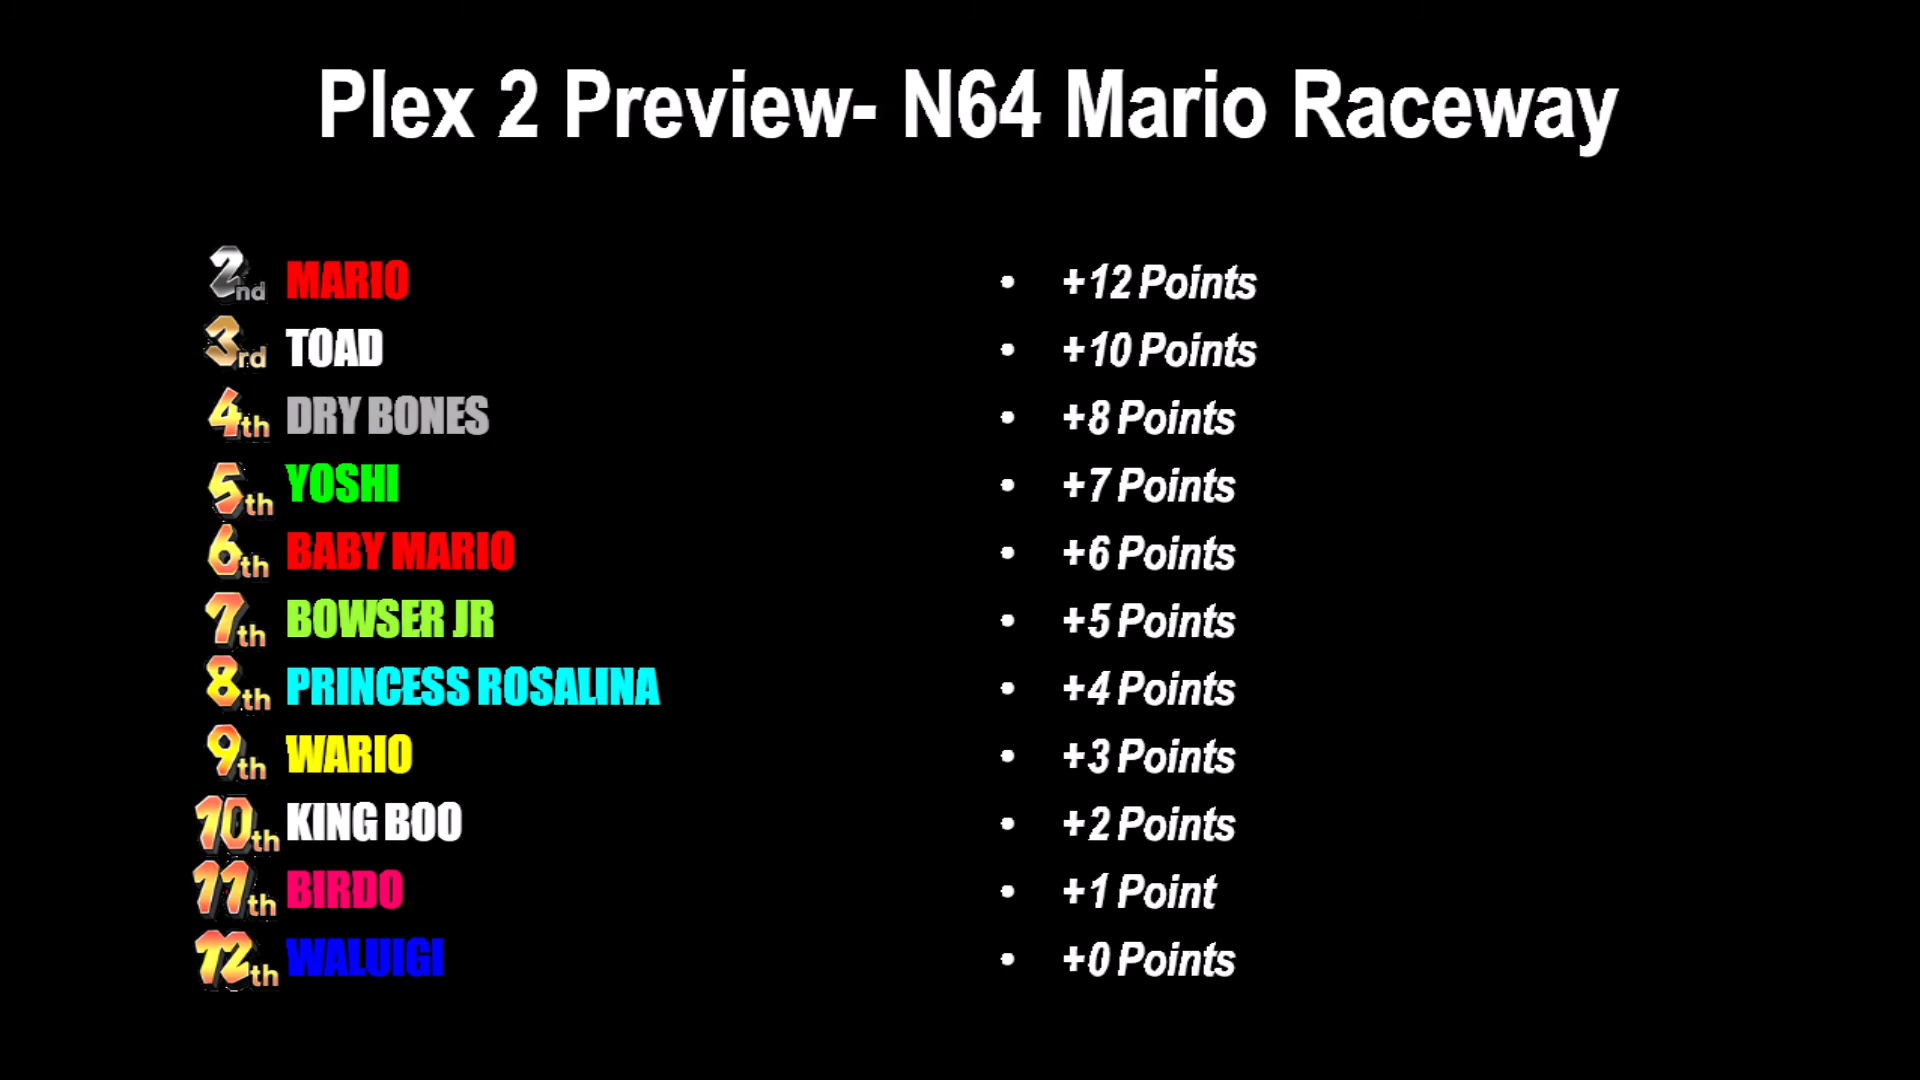 Plex 2 Preview- N64 Mario Raceway
2nd MARIO • +12 Points
3rd TOAD • +10 Points
4th DRY BONES • +8 Points
5th YOSHI • +7 Points
6th BABY MARIO • +6 Points
7th BOWSER JR • +5 Points
8th PRINCESS ROSALINA • +4 Points
9th WARIO • +3 Points
10th KING BOO • +2 Points
11th BIRDO • +1 Point
12th WALUIGI • +0 Points